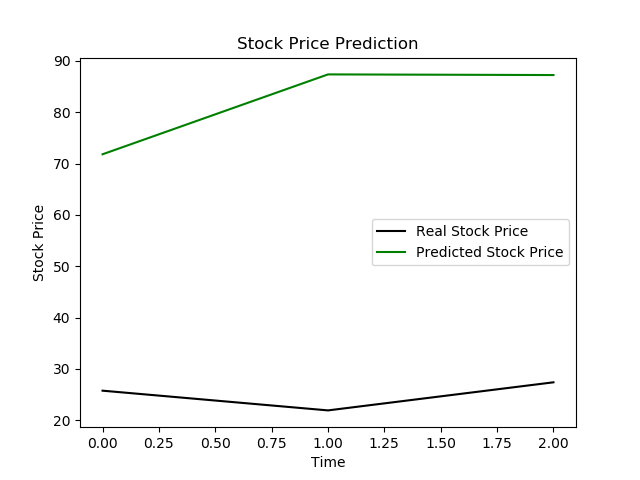 Stock Price Prediction
90
80
70
60
50
40
30
20
Stock Price
Real Stock Price
Predicted Stock Price
0.00 0.25 0.50 0.75 1.00 1.25 1.50 1.75 2.00
Time